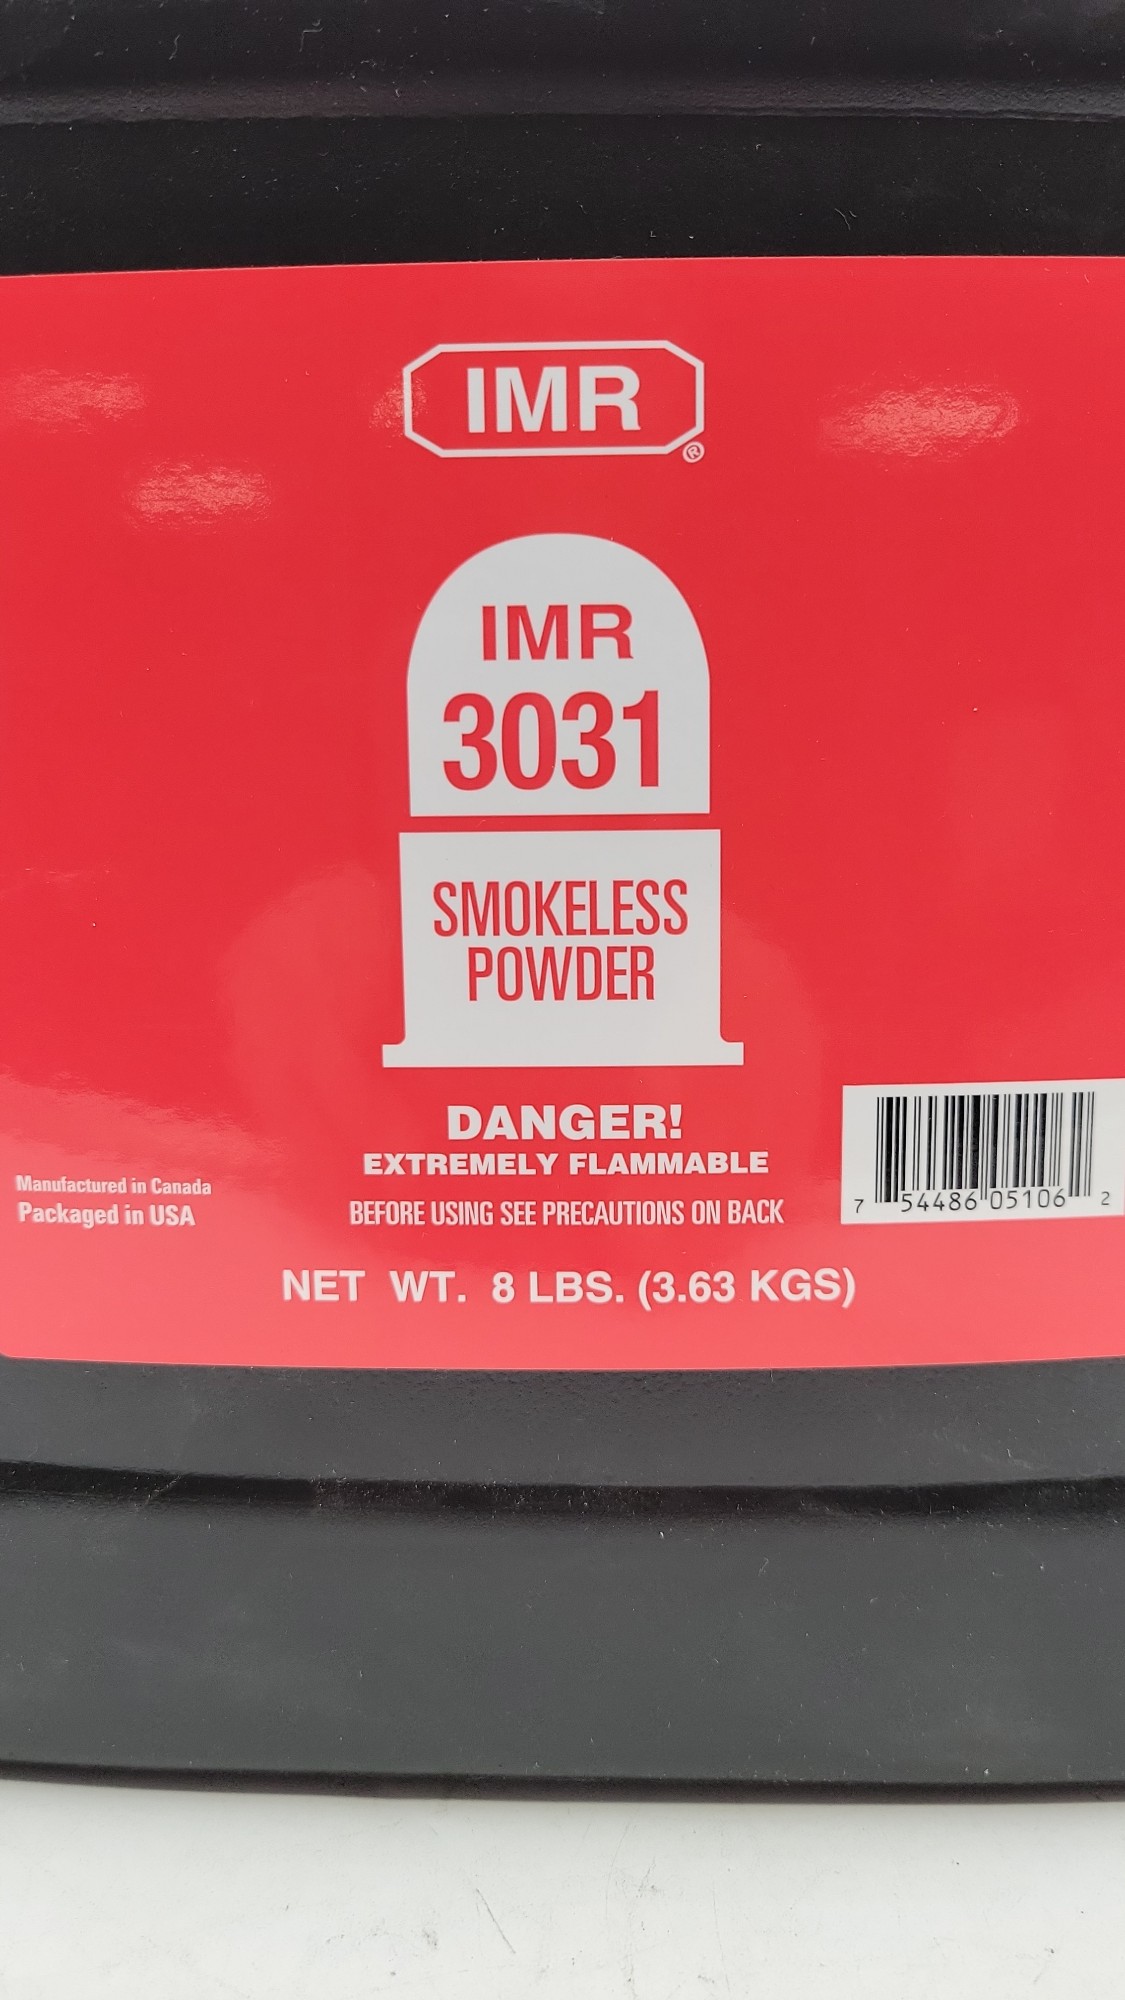 IMR
®
IMR
3031
SMOKELESS
POWDER
DANGER!
EXTREMELY FLAMMABLE
BEFORE USING SEE PRECAUTIONS ON BACK
Manufactured in Canada
Packaged in USA
7 54486 05106 2
NET WT. 8 LBS. (3.63 KGS)